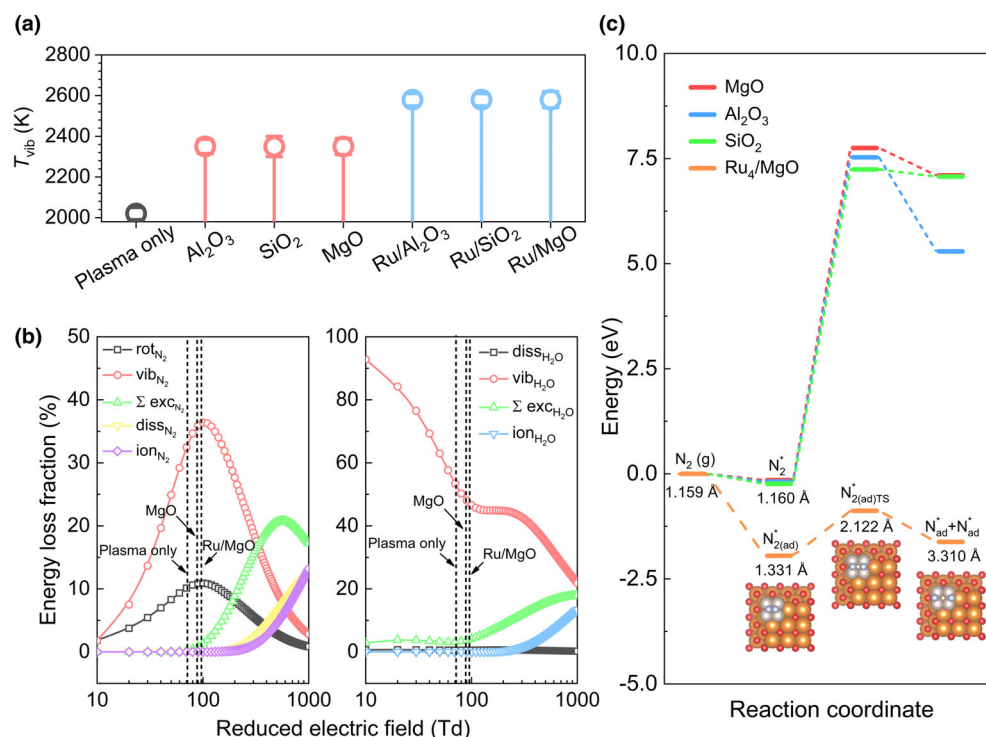 (a)
2800
2600
2400
2200
2000
T_vib (K)
Plasma only
Al₂O₃
SiO₂
MgO
Ru/Al₂O₃
Ru/SiO₂
Ru/MgO
(b)
50
40
30
20
10
0
Energy loss fraction (%)
rot_N₂
vib_N₂
Σ exc_N₂
diss_N₂
ion_N₂
MgO
Plasma only
Ru/MgO
10
100
1000
100
80
60
40
20
0
diss_H₂O
vib_H₂O
Σ exc_H₂O
ion_H₂O
MgO
Plasma only
Ru/MgO
10
100
1000
Reduced electric field (Td)
(c)
10.0
7.5
5.0
2.5
0.0
-2.5
-5.0
Energy (eV)
MgO
Al₂O₃
SiO₂
Ru₄/MgO
N₂ (g)
1.159 Å
N₂*
1.160 Å
N*₂(ad)
1.331 Å
N*₂(ad)TS
2.122 Å
N*ad+N*ad
3.310 Å
Reaction coordinate